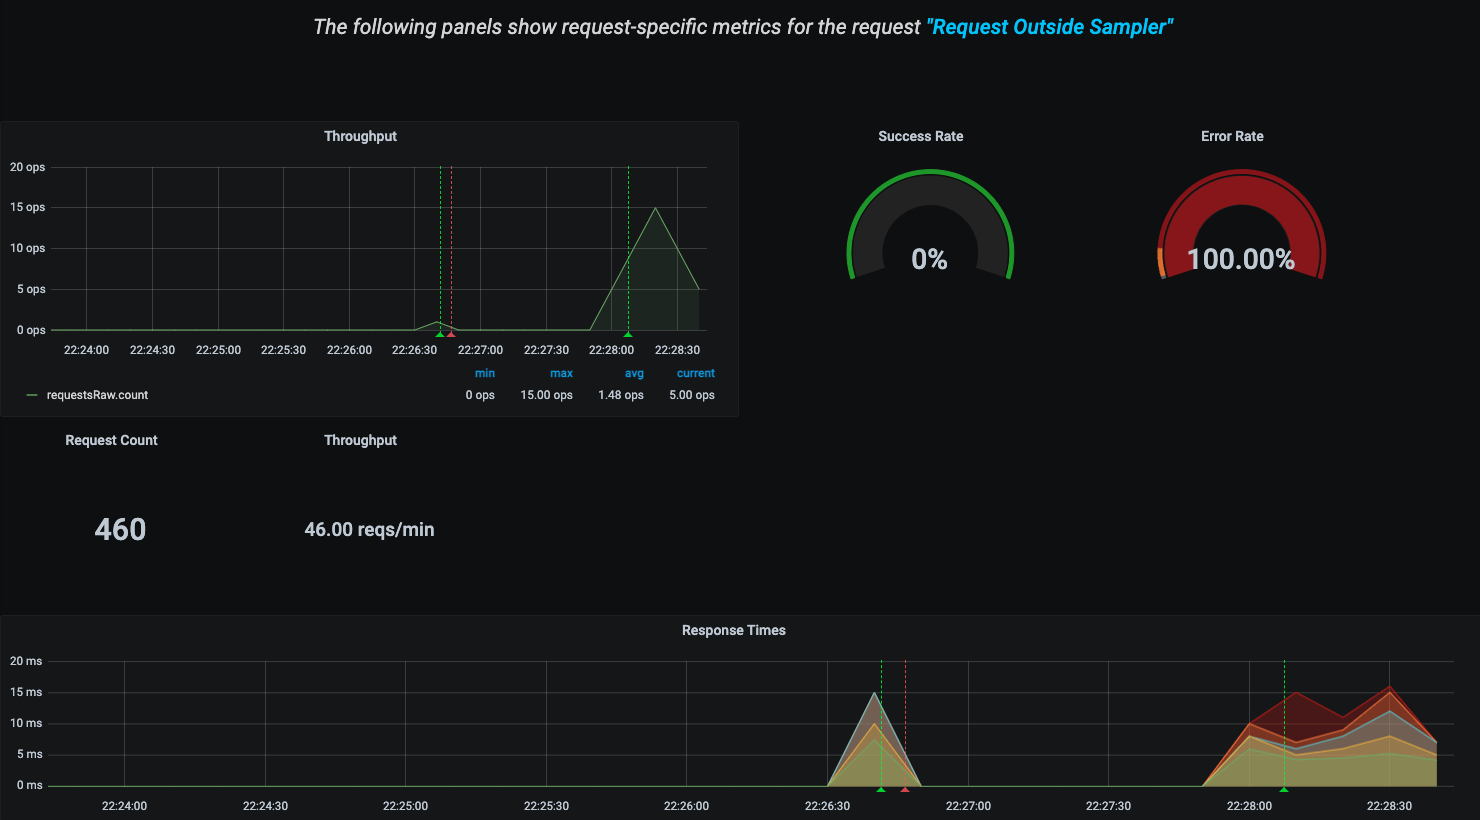 The following panels show request-specific metrics for the request "Request Outside Sampler"
Throughput
20 ops
15 ops
10 ops
5 ops
0 ops
22:24:00 22:24:30 22:25:00 22:25:30 22:26:00 22:26:30 22:27:00 22:27:30 22:28:00 22:28:30
min max avg current
requestsRaw.count 0 ops 15.00 ops 1.48 ops 5.00 ops
Success Rate
0%
Error Rate
100.00%
Request Count
460
Throughput
46.00 reqs/min
Response Times
20 ms
15 ms
10 ms
5 ms
0 ms
22:24:00 22:24:30 22:25:00 22:25:30 22:26:00 22:26:30 22:27:00 22:27:30 22:28:00 22:28:30